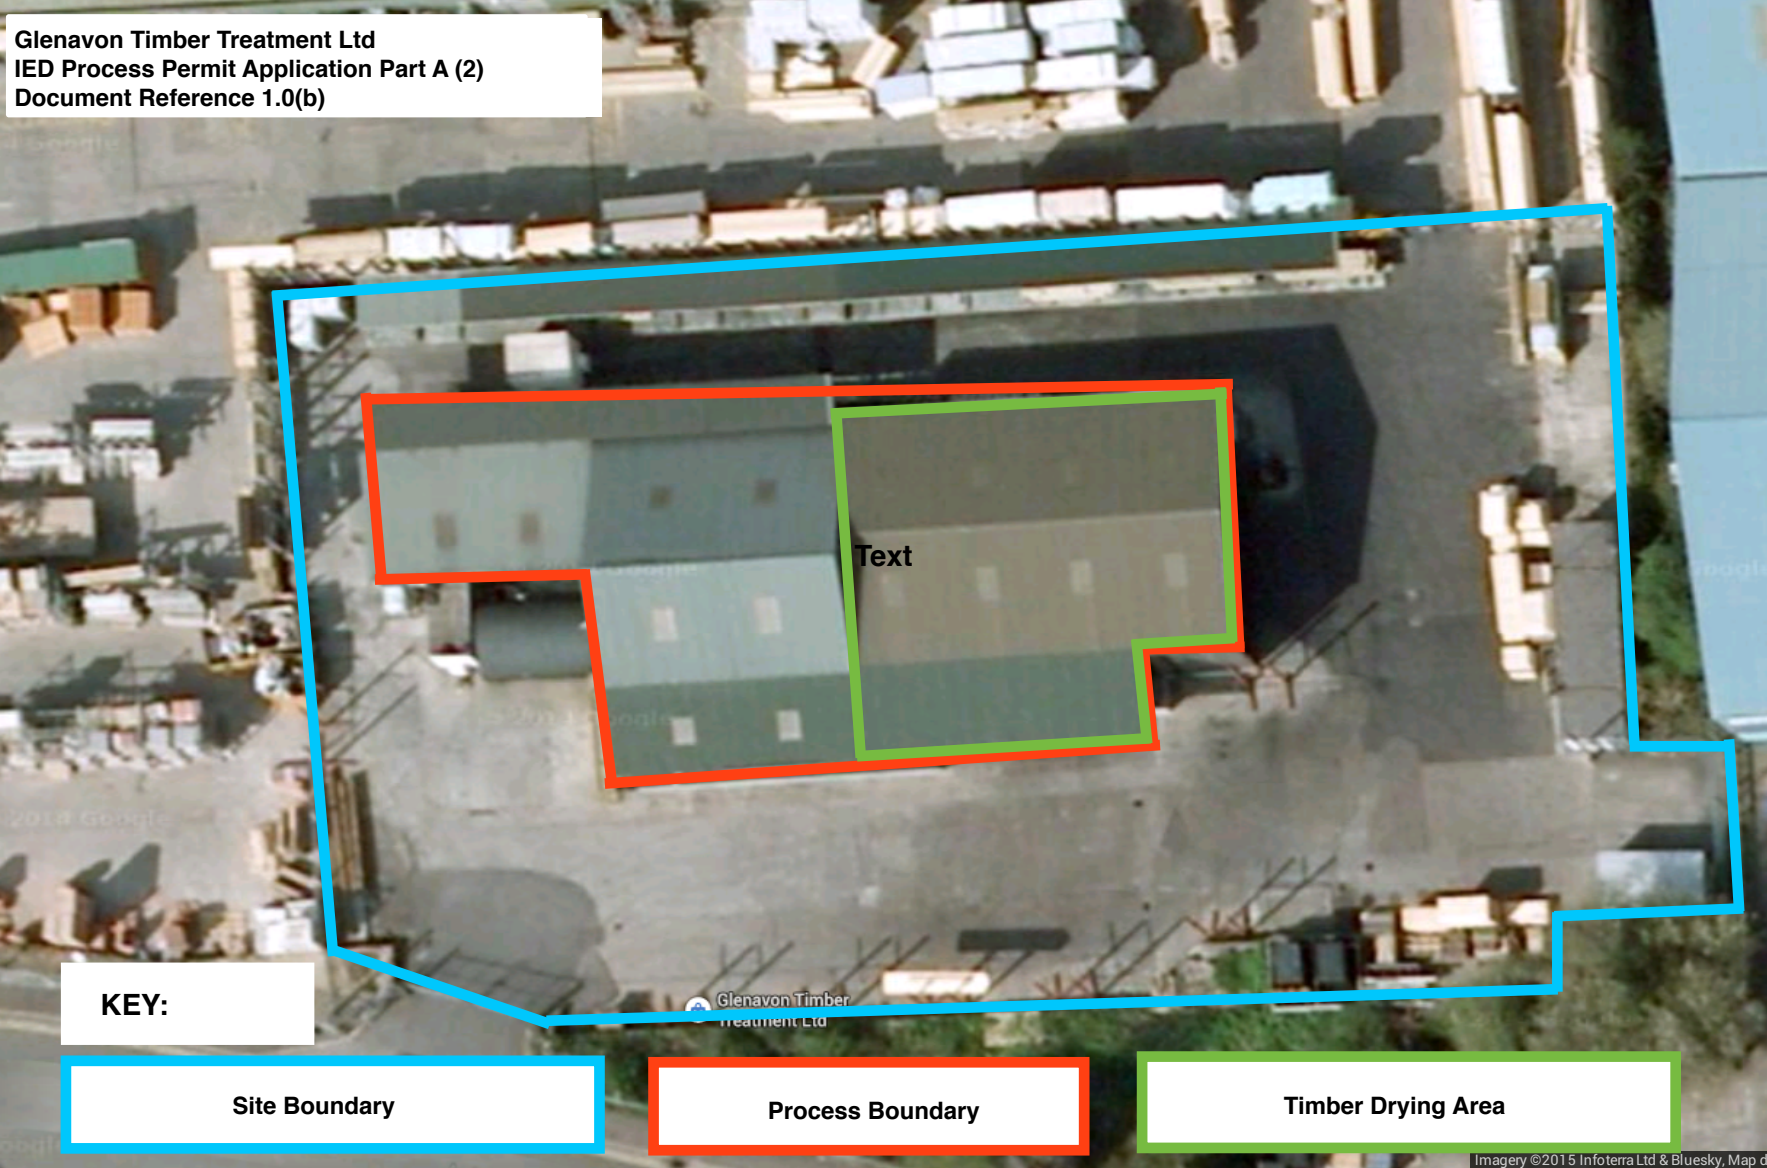 Glenavon Timber Treatment Ltd
IED Process Permit Application Part A (2)
Document Reference 1.0(b)
Text
Glenavon Timber
Treatment Ltd
KEY:
Site Boundary
Process Boundary
Timber Drying Area
Imagery ©2015 Infoterra Ltd & Bluesky, Map d